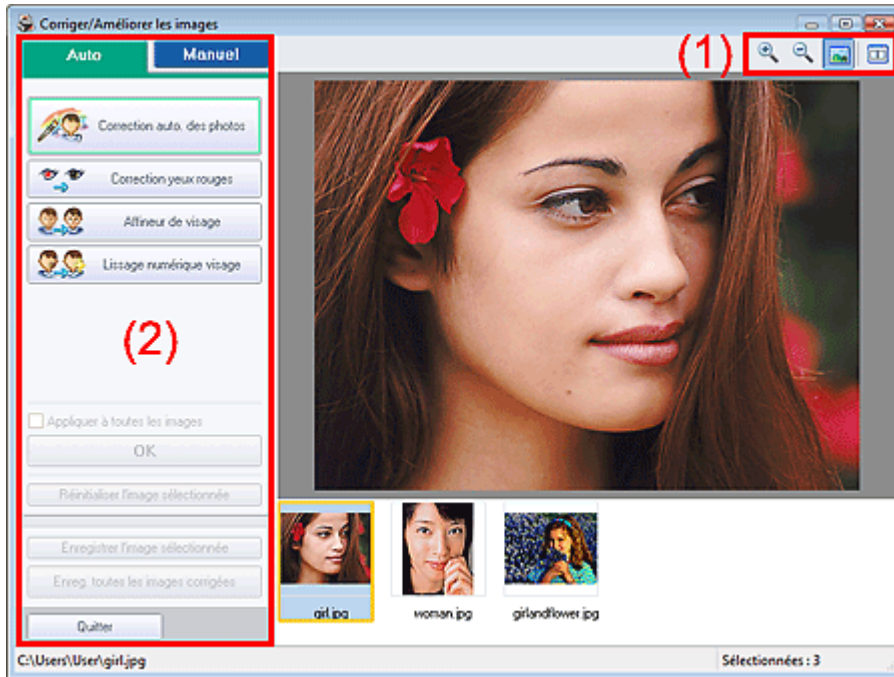 Corriger/Améliorer les images
Auto
Manuel
(1)
Correction auto. des photos
Correction yeux rouges
Affineur de visage
Lissage numérique visage
(2)
Appliquer à toutes les images
OK
Réinitialiser l'image sélectionnée
Enregistrer l'image sélectionnée
Enreg. toutes les images corrigées
Quitter
girl.jpg
woman.jpg
girlandflower.jpg
C:\Users\User\girl.jpg
Sélectionnées : 3